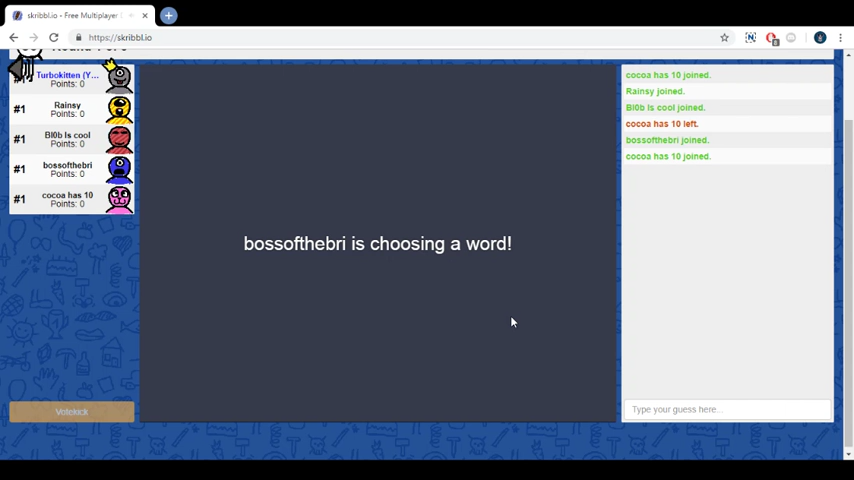 skribbl.io - Free Multiplayer
https://skribbl.io
#1
Turbokitten (Y...
Points: 0
#1
Rainsy
Points: 0
#1
Bl0b Is cool
Points: 0
#1
bossofthebri
Points: 0
#1
cocoa has 10
Points: 0
Votekick
bossofthebri is choosing a word!
cocoa has 10 joined.
Rainsy joined.
Bl0b Is cool joined.
cocoa has 10 left.
bossofthebri joined.
cocoa has 10 joined.
Type your guess here...